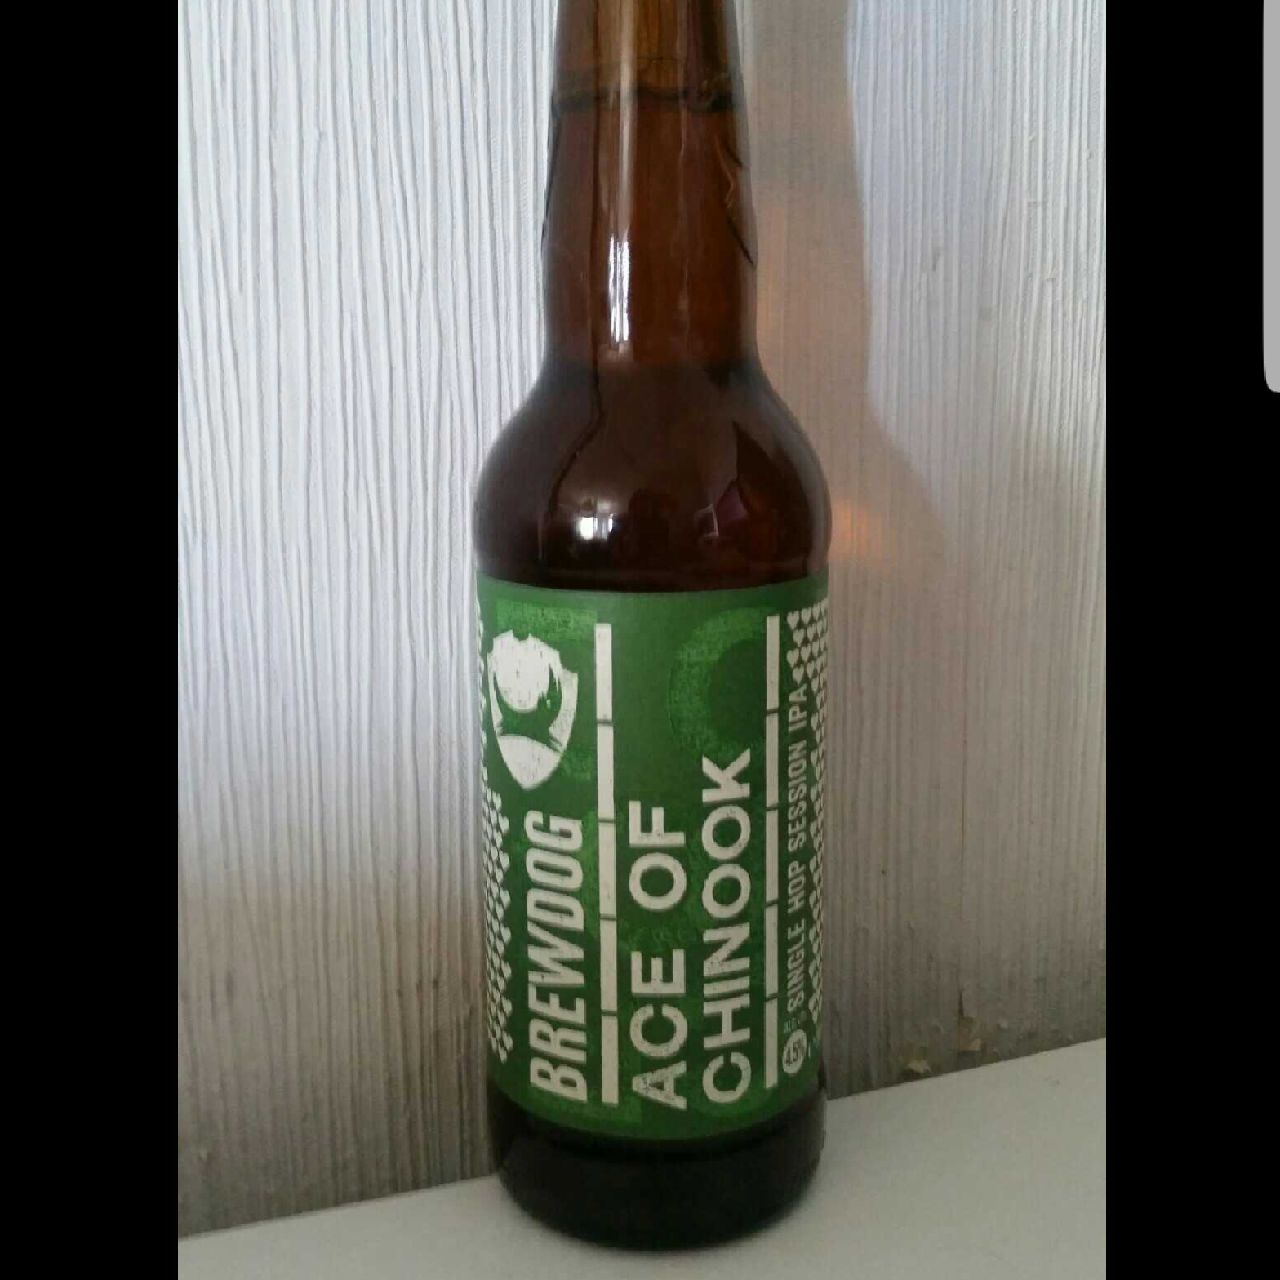 BREWDOG
ACE OF
CHINOOK
4.5%
SINGLE HOP SESSION IPA